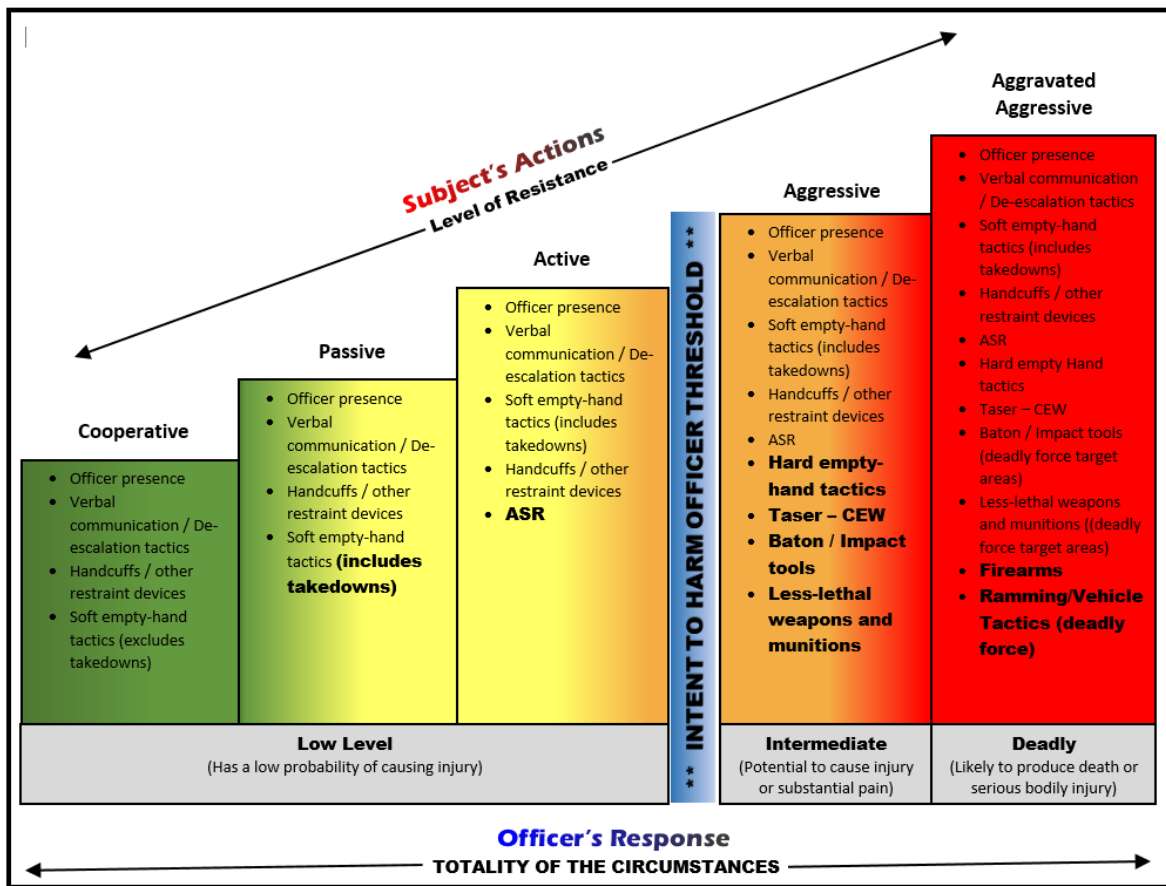 Subject's Actions
Level of Resistance
Cooperative
• Officer presence
• Verbal
communication / De-
escalation tactics
• Handcuffs / other
restraint devices
• Soft empty-hand
tactics (excludes
takedowns)
Passive
• Officer presence
• Verbal
communication / De-
escalation tactics
• Handcuffs / other
restraint devices
• Soft empty-hand
tactics (includes
takedowns)
Active
• Officer presence
• Verbal
communication / De-
escalation tactics
• Soft empty-hand
tactics (includes
takedowns)
• Handcuffs / other
restraint devices
• ASR
** INTENT TO HARM OFFICER THRESHOLD **
Aggressive
• Officer presence
• Verbal
communication / De-
escalation tactics
• Soft empty-hand
tactics (includes
takedowns)
• Handcuffs / other
restraint devices
• ASR
• Hard empty-
hand tactics
• Taser – CEW
• Baton / Impact
tools
• Less-lethal
weapons and
munitions
Aggravated
Aggressive
• Officer presence
• Verbal communication
/ De-escalation tactics
• Soft empty-hand
tactics (includes
takedowns)
• Handcuffs / other
restraint devices
• ASR
• Hard empty Hand
tactics
• Taser – CEW
• Baton / Impact tools
(deadly force target
areas)
• Less-lethal weapons
and munitions ((deadly
force target areas)
• Firearms
• Ramming/Vehicle
Tactics (deadly
force)
Low Level
(Has a low probability of causing injury)
Intermediate
(Potential to cause injury
or substantial pain)
Deadly
(Likely to produce death or
serious bodily injury)
Officer's Response
TOTALITY OF THE CIRCUMSTANCES